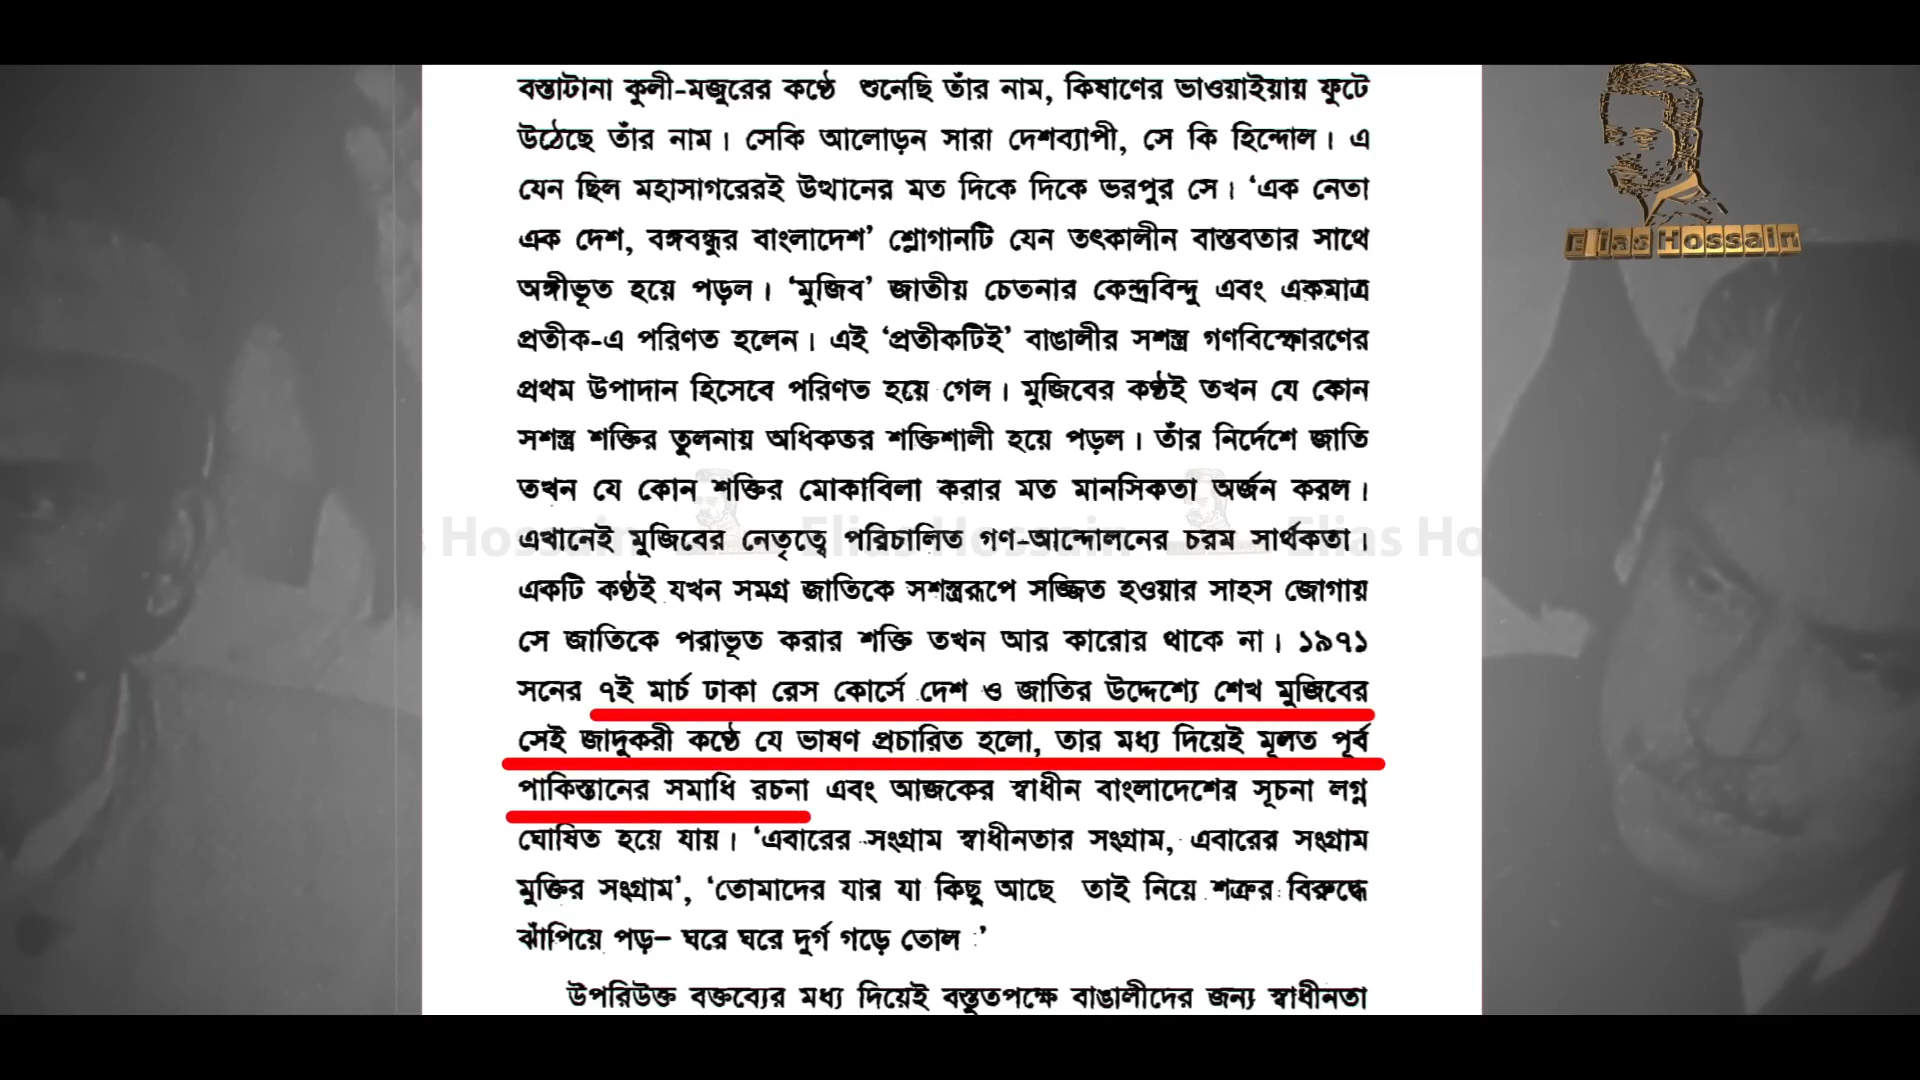 বস্তাটানা কুলী-মজুরের কণ্ঠে শুনেছি তাঁর নাম, কিষাণের ভাওয়াইয়ায় ফুটে
উঠেছে তাঁর নাম। সেকি আলোড়ন সারা দেশব্যাপী, সে কি হিন্দোল। এ
যেন ছিল মহাসাগরেরই উত্থানের মত দিকে দিকে ভরপুর সে। ‘এক নেতা
এক দেশ, বঙ্গবন্ধুর বাংলাদেশ’ শ্লোগানটি যেন তৎকালীন বাস্তবতার সাথে
অঙ্গীভূত হয়ে পড়ল। ‘মুজিব’ জাতীয় চেতনার কেন্দ্রবিন্দু এবং একমাত্র
প্রতীক-এ পরিণত হলেন। এই ‘প্রতীকটিই’ বাঙালীর সশস্ত্র গণবিস্ফোরণের
প্রথম উপাদান হিসেবে পরিণত হয়ে গেল। মুজিবের কণ্ঠই তখন যে কোন
সশস্ত্র শক্তির তুলনায় অধিকতর শক্তিশালী হয়ে পড়ল। তাঁর নির্দেশে জাতি
তখন যে কোন শক্তির মোকাবিলা করার মত মানসিকতা অর্জন করল।
এখানেই মুজিবের নেতৃত্বে পরিচালিত গণ-আন্দোলনের চরম সার্থকতা।
একটি কণ্ঠই যখন সমগ্র জাতিকে সশস্ত্ররূপে সজ্জিত হওয়ার সাহস জোগায়
সে জাতিকে পরাভূত করার শক্তি তখন আর কারোর থাকে না। ১৯৭১
সনের ৭ই মার্চ ঢাকা রেস কোর্সে দেশ ও জাতির উদ্দেশ্যে শেখ মুজিবের
সেই জাদুকরী কণ্ঠে যে ভাষণ প্রচারিত হলো, তার মধ্য দিয়েই মূলত পূর্ব
পাকিস্তানের সমাধি রচনা এবং আজকের স্বাধীন বাংলাদেশের সূচনা লগ্ন
ঘোষিত হয়ে যায়। ‘এবারের সংগ্রাম স্বাধীনতার সংগ্রাম, এবারের সংগ্রাম
মুক্তির সংগ্রাম’, ‘তোমাদের যার যা কিছু আছে তাই নিয়ে শত্রুর বিরুদ্ধে
ঝাঁপিয়ে পড়– ঘরে ঘরে দুর্গ গড়ে তোল।’
উপরিউক্ত বক্তব্যের মধ্য দিয়েই বস্তুতপক্ষে বাঙালীদের জন্য স্বাধীনতা
Elias Hossain
s Hossain Elias Hossain Elias Ho